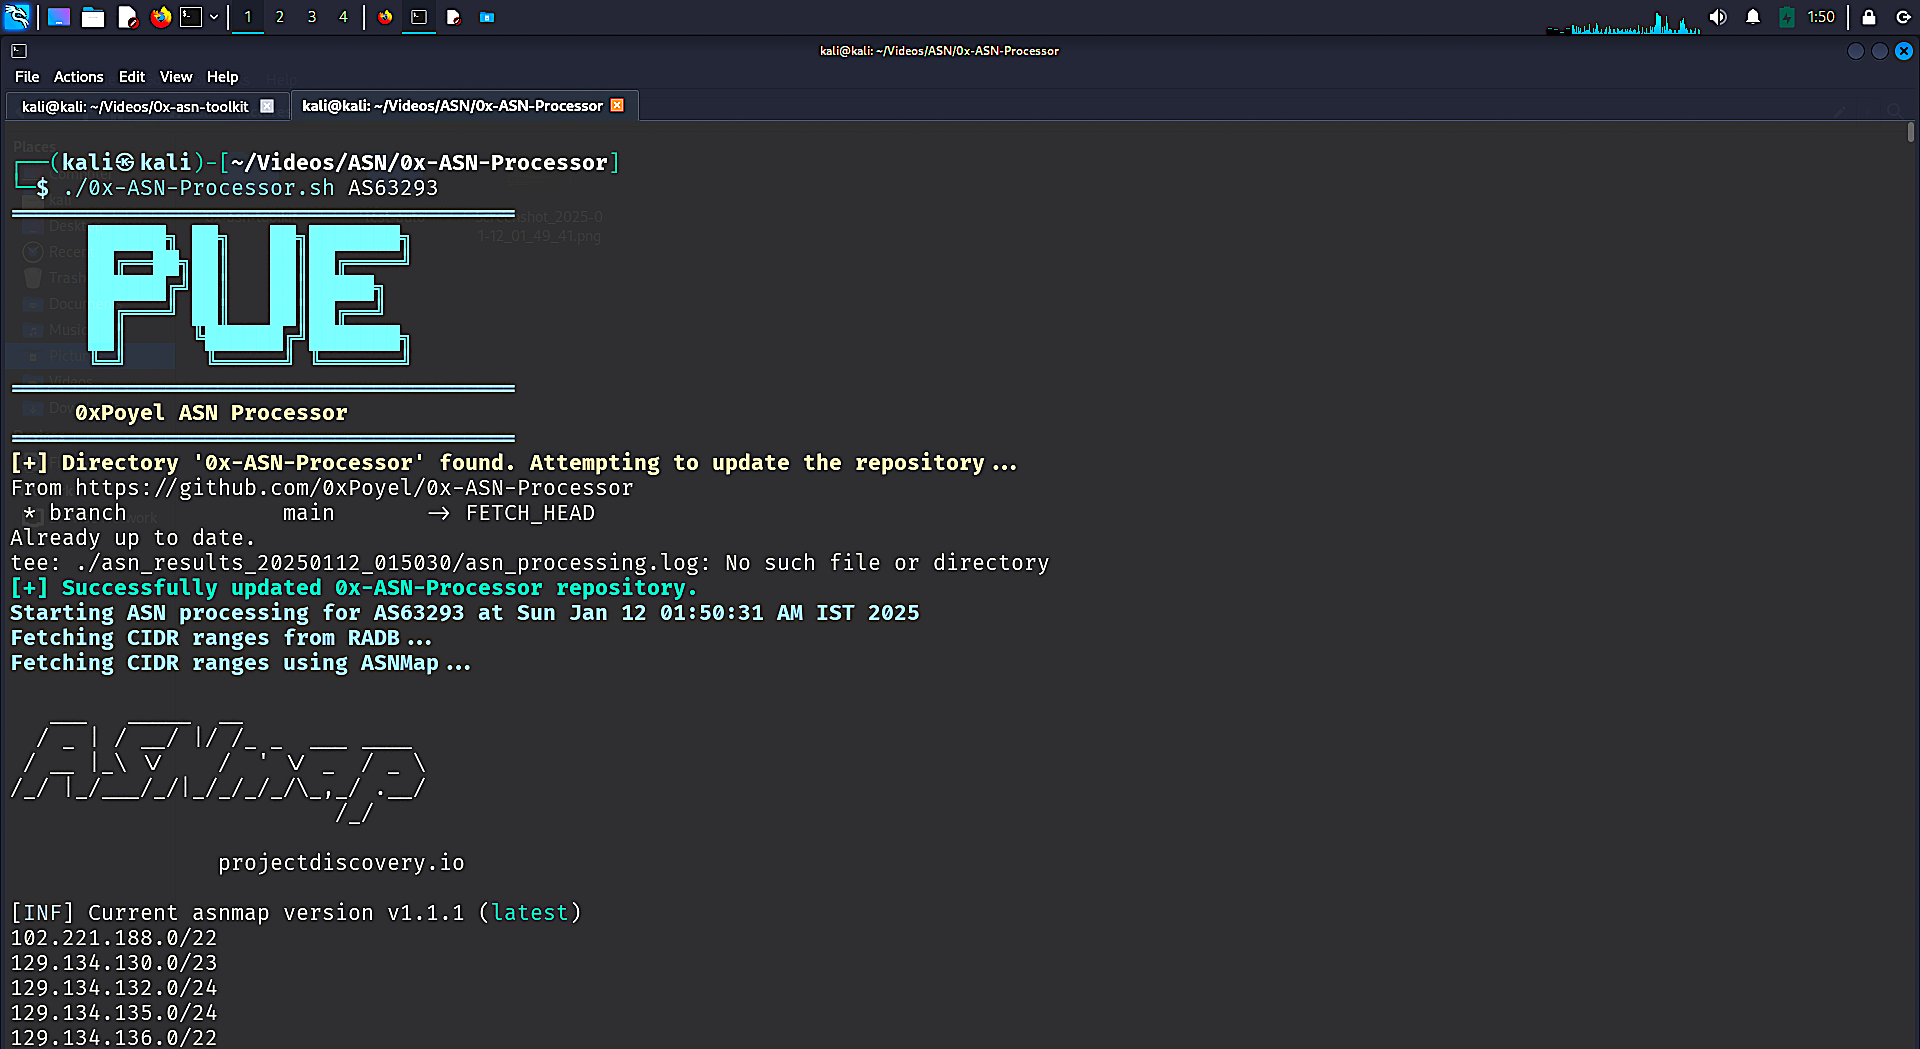 1 2 3 4 1:50
kali@kali: ~/Videos/ASN/0x-ASN-Processor
File Actions Edit View Help
kali@kali: ~/Videos/0x-asn-toolkit
kali@kali: ~/Videos/ASN/0x-ASN-Processor
Places
┌──(kali㉿kali)-[~/Videos/ASN/0x-ASN-Processor]
└─$ ./0x-ASN-Processor.sh AS63293
PUE
0xPoyel ASN Processor
[+] Directory '0x-ASN-Processor' found. Attempting to update the repository...
From https://github.com/0xPoyel/0x-ASN-Processor
* branch main -> FETCH_HEAD
Already up to date.
tee: ./asn_results_20250112_015030/asn_processing.log: No such file or directory
[+] Successfully updated 0x-ASN-Processor repository.
Starting ASN processing for AS63293 at Sun Jan 12 01:50:31 AM IST 2025
Fetching CIDR ranges from RADB...
Fetching CIDR ranges using ASNMap...
ASNmap
projectdiscovery.io
[INF] Current asnmap version v1.1.1 (latest)
102.221.188.0/22
129.134.130.0/23
129.134.132.0/24
129.134.135.0/24
129.134.136.0/22